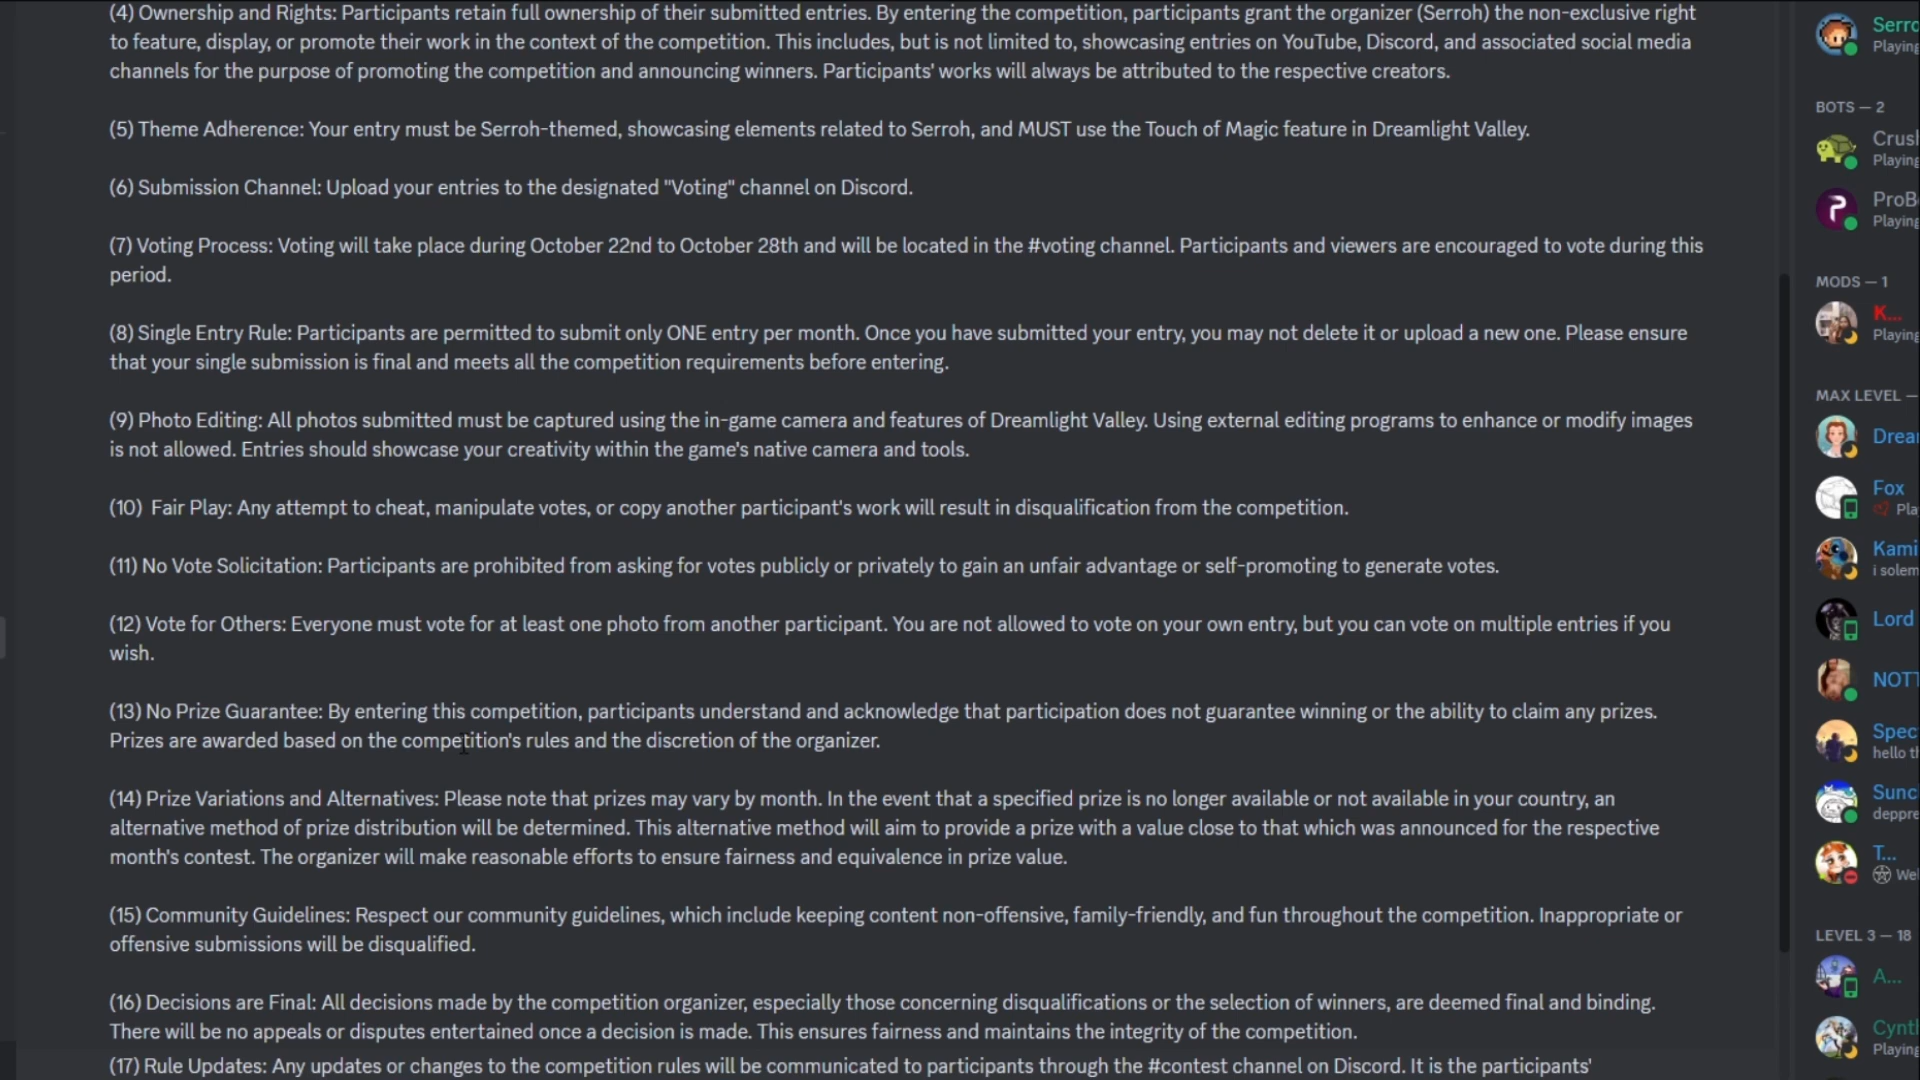 (4) Ownership and Rights: Participants retain full ownership of their submitted entries. By entering the competition, participants grant the organizer (Serroh) the non-exclusive right
to feature, display, or promote their work in the context of the competition. This includes, but is not limited to, showcasing entries on YouTube, Discord, and associated social media
channels for the purpose of promoting the competition and announcing winners. Participants' works will always be attributed to the respective creators.
(5) Theme Adherence: Your entry must be Serroh-themed, showcasing elements related to Serroh, and MUST use the Touch of Magic feature in Dreamlight Valley.
(6) Submission Channel: Upload your entries to the designated "Voting" channel on Discord.
(7) Voting Process: Voting will take place during October 22nd to October 28th and will be located in the #voting channel. Participants and viewers are encouraged to vote during this
period.
(8) Single Entry Rule: Participants are permitted to submit only ONE entry per month. Once you have submitted your entry, you may not delete it or upload a new one. Please ensure
that your single submission is final and meets all the competition requirements before entering.
(9) Photo Editing: All photos submitted must be captured using the in-game camera and features of Dreamlight Valley. Using external editing programs to enhance or modify images
is not allowed. Entries should showcase your creativity within the game's native camera and tools.
(10) Fair Play: Any attempt to cheat, manipulate votes, or copy another participant's work will result in disqualification from the competition.
(11) No Vote Solicitation: Participants are prohibited from asking for votes publicly or privately to gain an unfair advantage or self-promoting to generate votes.
(12) Vote for Others: Everyone must vote for at least one photo from another participant. You are not allowed to vote on your own entry, but you can vote on multiple entries if you
wish.
(13) No Prize Guarantee: By entering this competition, participants understand and acknowledge that participation does not guarantee winning or the ability to claim any prizes.
Prizes are awarded based on the competition's rules and the discretion of the organizer.
(14) Prize Variations and Alternatives: Please note that prizes may vary by month. In the event that a specified prize is no longer available or not available in your country, an
alternative method of prize distribution will be determined. This alternative method will aim to provide a prize with a value close to that which was announced for the respective
month's contest. The organizer will make reasonable efforts to ensure fairness and equivalence in prize value.
(15) Community Guidelines: Respect our community guidelines, which include keeping content non-offensive, family-friendly, and fun throughout the competition. Inappropriate or
offensive submissions will be disqualified.
(16) Decisions are Final: All decisions made by the competition organizer, especially those concerning disqualifications or the selection of winners, are deemed final and binding.
There will be no appeals or disputes entertained once a decision is made. This ensures fairness and maintains the integrity of the competition.
(17) Rule Updates: Any updates or changes to the competition rules will be communicated to participants through the #contest channel on Discord. It is the participants'
Serro
Playing
BOTS — 2
Crush
Playing
ProB
Playing
MODS — 1
K...
Playing
MAX LEVEL —
Drea
Fox
Pla
Kami
i solem
Lord
NOTT
Spec
hello th
Sunc
deppre
T...
Wel
LEVEL 3 — 18
A...
Cynth
Playing